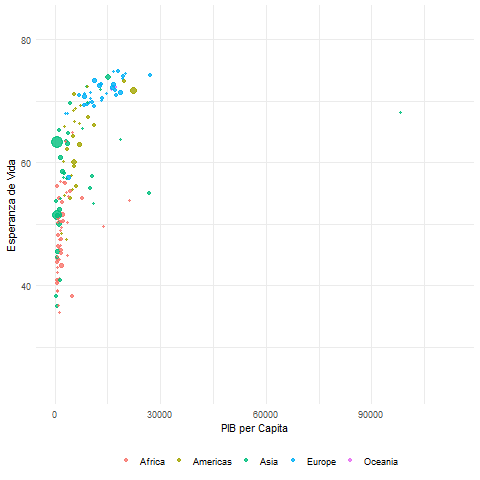 80
60
40
Esperanza de Vida
0 30000 60000 90000
PIB per Capita
Africa Americas Asia Europe Oceania